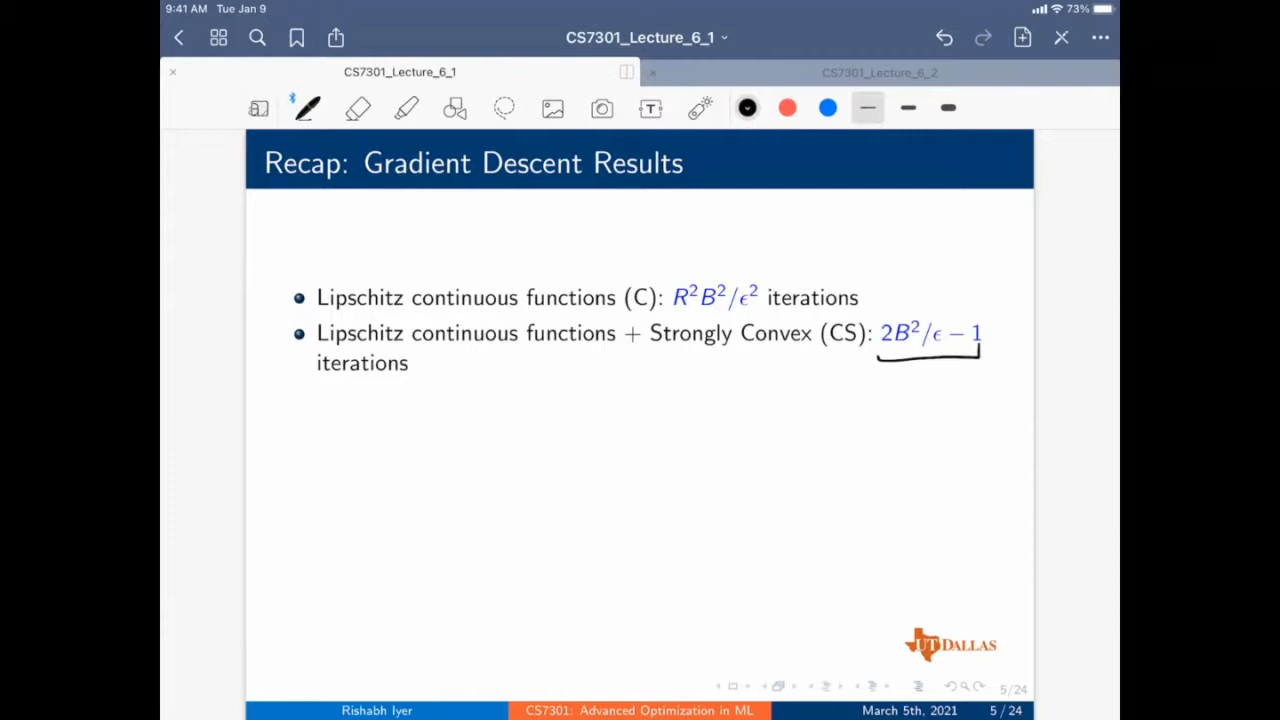 9:41 AM Tue Jan 9
73%
CS7301_Lecture_6_1
CS7301_Lecture_6_1
CS7301_Lecture_6_2
T
Recap: Gradient Descent Results
Lipschitz continuous functions (C): R²B²/ϵ² iterations
Lipschitz continuous functions + Strongly Convex (CS): 2B²/ϵ − 1
iterations
UT DALLAS
5/24
Rishabh Iyer
CS7301: Advanced Optimization in ML
March 5th, 2021
5 / 24